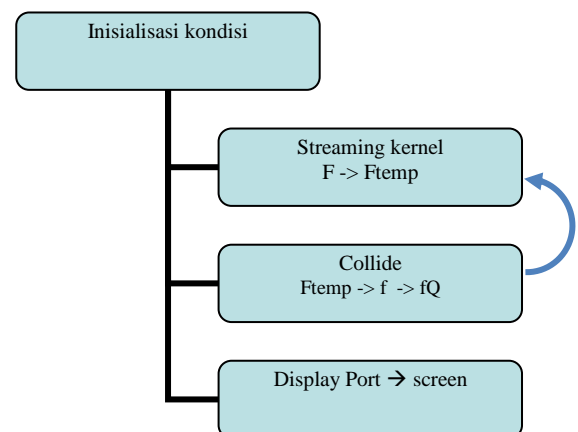 Inisialisasi kondisi
Streaming kernel
F -> Ftemp
Collide
Ftemp -> f -> fQ
Display Port → screen